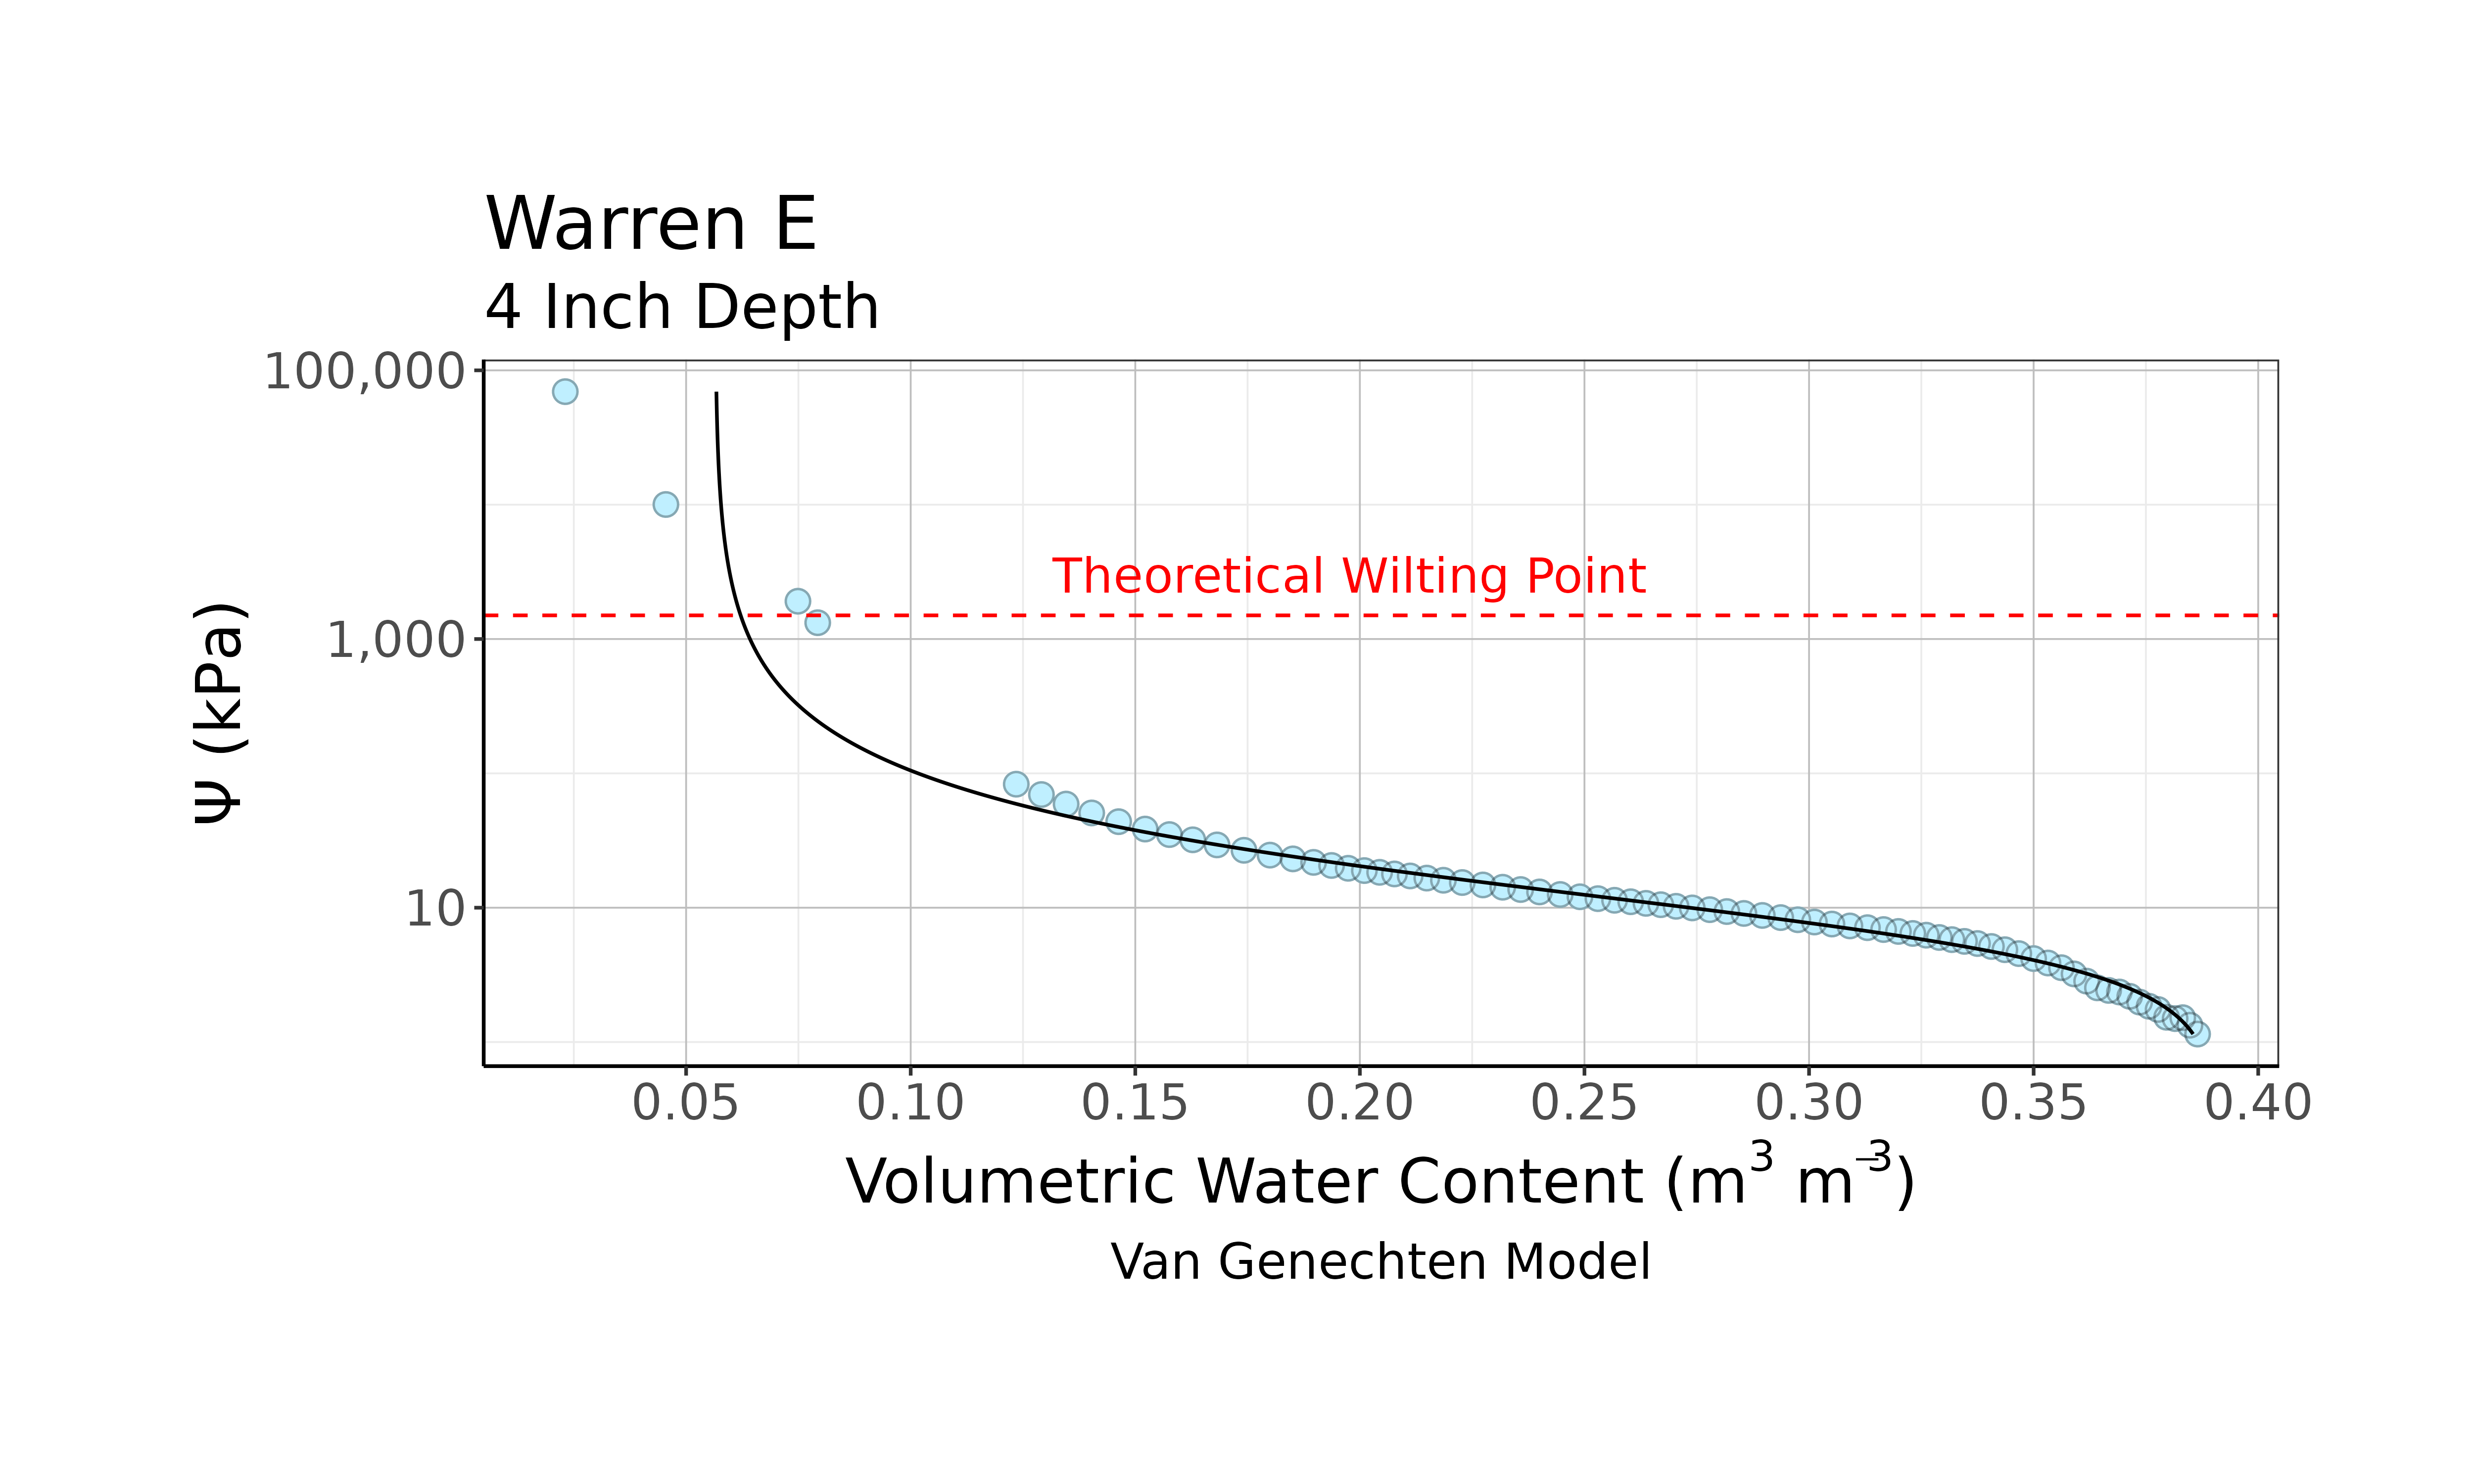 Warren E
4 Inch Depth
100,000
1,000
10
Ψ (kPa)
Theoretical Wilting Point
0.05 0.10 0.15 0.20 0.25 0.30 0.35 0.40
Volumetric Water Content (m³ m⁻³)
Van Genechten Model